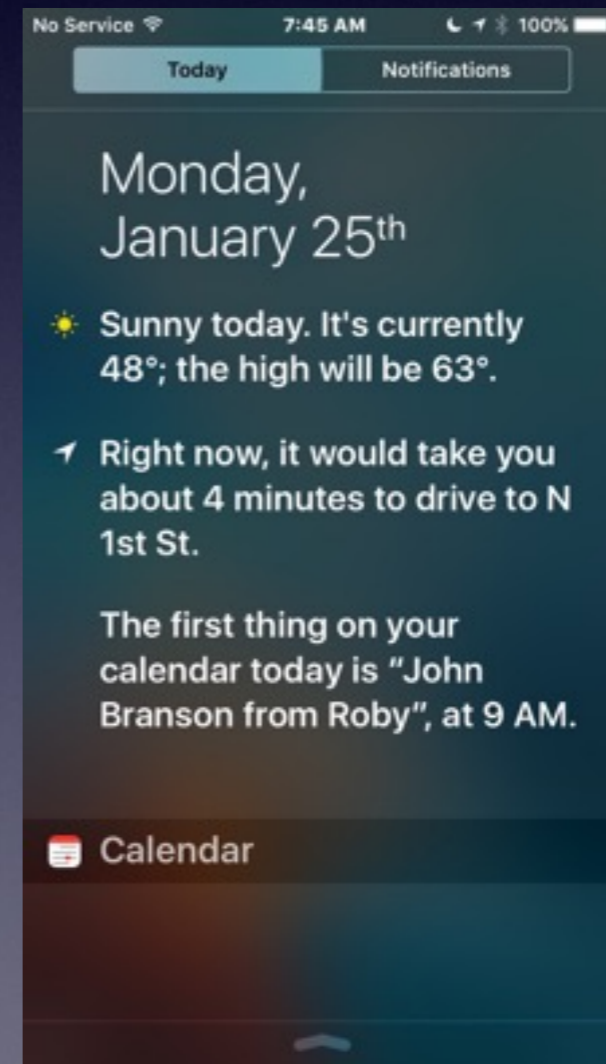 No Service 7:45 AM 100%
Today Notifications
Monday,
January 25th
Sunny today. It's currently
48°; the high will be 63°.
Right now, it would take you
about 4 minutes to drive to N
1st St.
The first thing on your
calendar today is “John
Branson from Roby”, at 9 AM.
Calendar